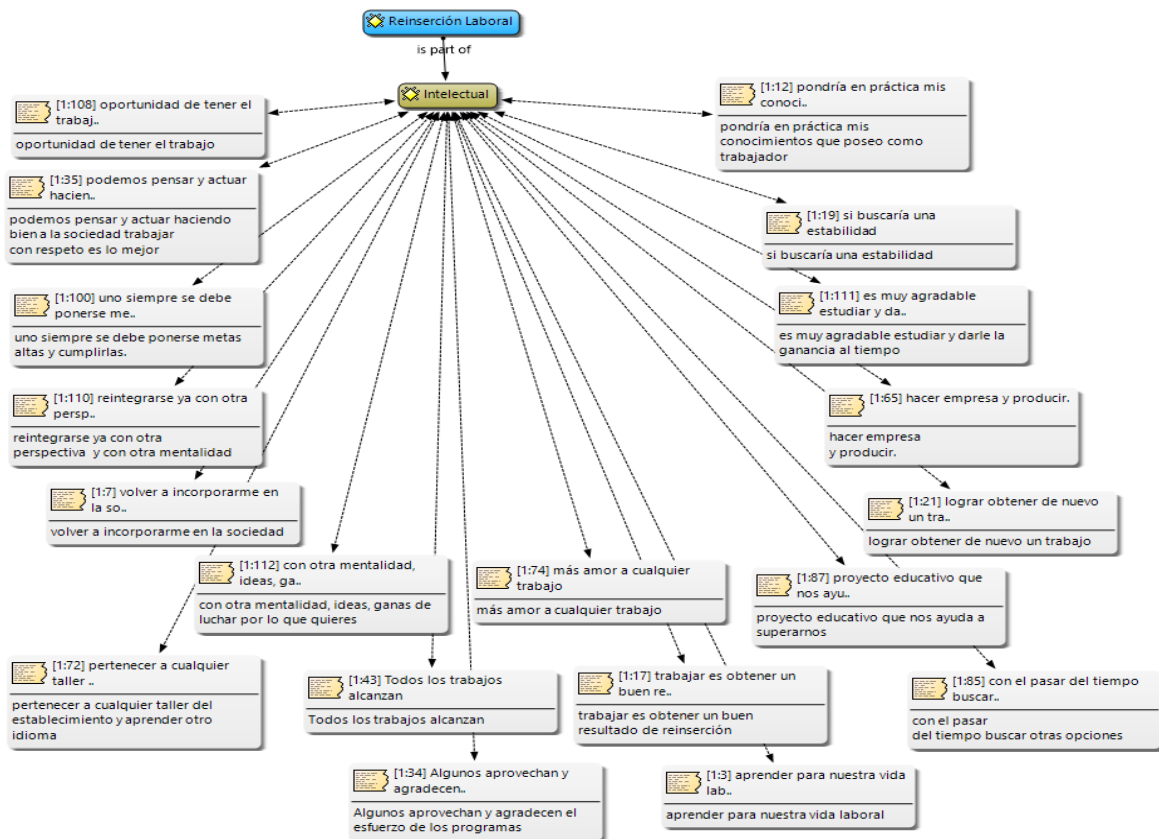 Reinserción Laboral
is part of
Intelectual
[1:108] oportunidad de tener el
trabaj..
oportunidad de tener el trabajo
[1:12] pondría en práctica mis
conoci..
pondría en práctica mis
conocimientos que poseo como
trabajador
[1:35] podemos pensar y actuar
hacien..
podemos pensar y actuar haciendo
bien a la sociedad trabajar
con respeto es lo mejor
[1:19] si buscaría una
estabilidad
si buscaría una estabilidad
[1:100] uno siempre se debe
ponerse me..
uno siempre se debe ponerse metas
altas y cumplirlas.
[1:111] es muy agradable
estudiar y da..
es muy agradable estudiar y darle la
ganancia al tiempo
[1:110] reintegrarse ya con otra
persp..
reintegrarse ya con otra
perspectiva y con otra mentalidad
[1:65] hacer empresa y producir.
hacer empresa
y producir.
[1:7] volver a incorporarme en
la so..
volver a incorporarme en la sociedad
[1:21] lograr obtener de nuevo
un tra..
lograr obtener de nuevo un trabajo
[1:112] con otra mentalidad,
ideas, ga..
con otra mentalidad, ideas, ganas de
luchar por lo que quieres
[1:74] más amor a cualquier
trabajo
más amor a cualquier trabajo
[1:87] proyecto educativo que
nos ayu..
proyecto educativo que nos ayuda a
superarnos
[1:72] pertenecer a cualquier
taller ..
pertenecer a cualquier taller del
establecimiento y aprender otro
idioma
[1:43] Todos los trabajos
alcanzan
Todos los trabajos alcanzan
[1:17] trabajar es obtener un
buen re..
trabajar es obtener un buen
resultado de reinserción
[1:85] con el pasar del tiempo
buscar..
con el pasar
del tiempo buscar otras opciones
[1:34] Algunos aprovechan y
agradecen..
Algunos aprovechan y agradecen el
esfuerzo de los programas
[1:3] aprender para nuestra vida
lab..
aprender para nuestra vida laboral